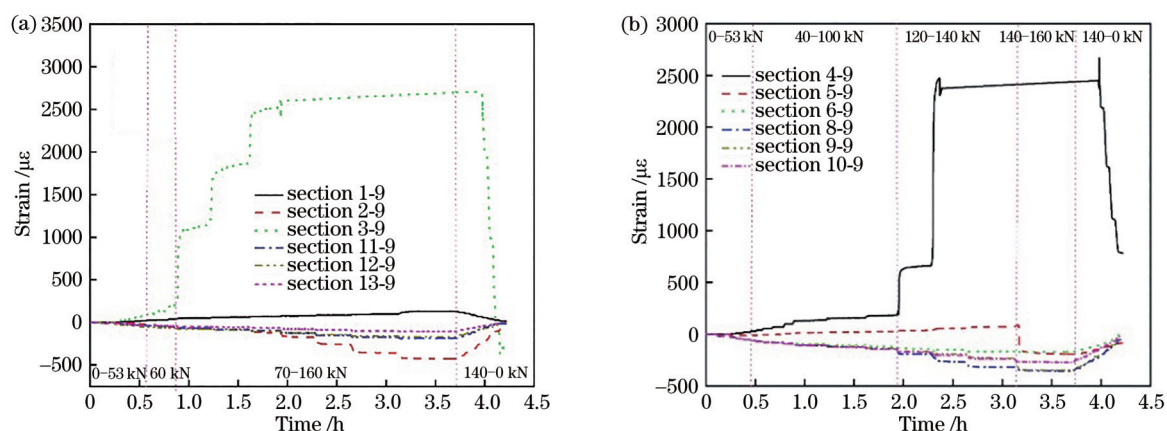 (a)
3500
3000
2500
2000
1500
1000
500
0
−500
Strain /με
section 1-9
section 2-9
section 3-9
section 11-9
section 12-9
section 13-9
0−53 kN 60 kN 70−160 kN 140−0 kN
0 0.5 1.0 1.5 2.0 2.5 3.0 3.5 4.0 4.5
Time /h
(b)
3000
2500
2000
1500
1000
500
0
−500
Strain /με
0−53 kN 40−100 kN 120−140 kN 140−160 kN 140−0 kN
section 4-9
section 5-9
section 6-9
section 8-9
section 9-9
section 10-9
0 0.5 1.0 1.5 2.0 2.5 3.0 3.5 4.0 4.5
Time /h